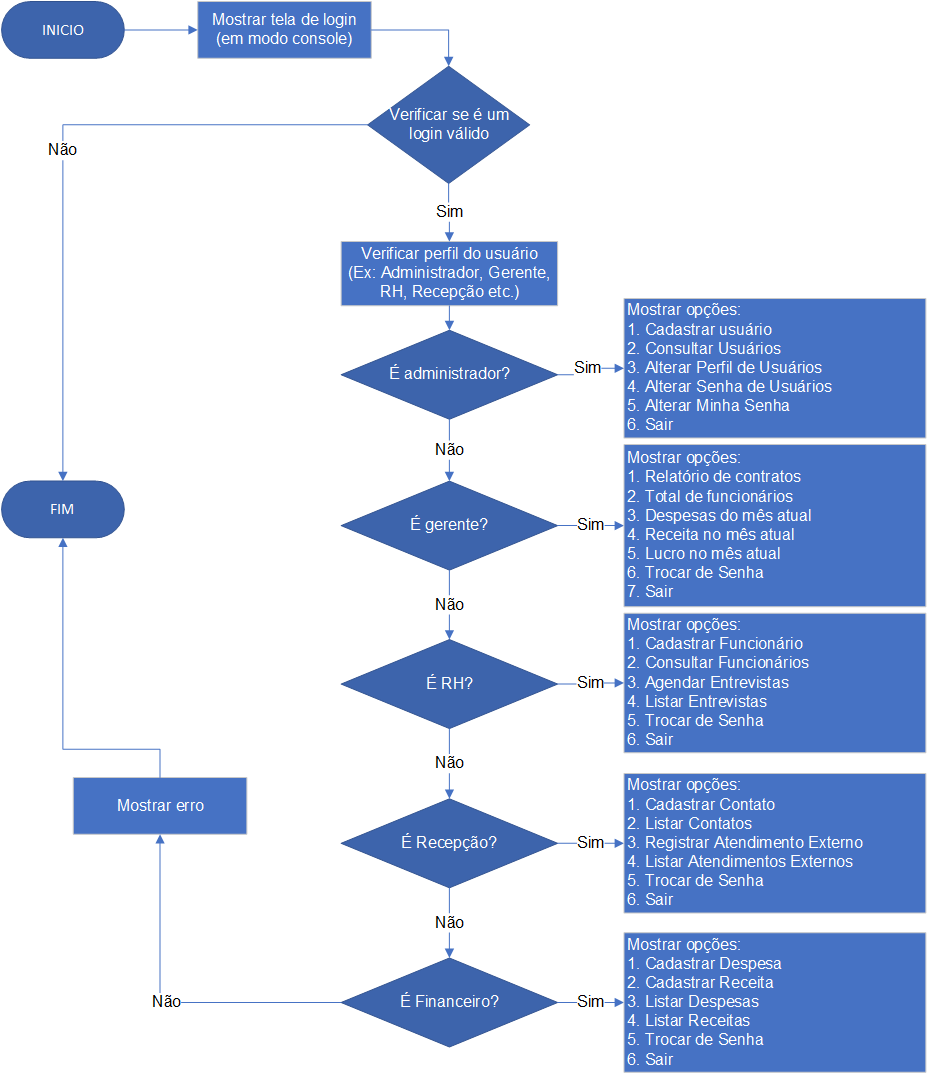 INICIO
Mostrar tela de login
(em modo console)
Verificar se é um
login válido
Não
Sim
Verificar perfil do usuário
(Ex: Administrador, Gerente,
RH, Recepção etc.)
É administrador?
Sim
Mostrar opções:
1. Cadastrar usuário
2. Consultar Usuários
3. Alterar Perfil de Usuários
4. Alterar Senha de Usuários
5. Alterar Minha Senha
6. Sair
Não
É gerente?
Sim
Mostrar opções:
1. Relatório de contratos
2. Total de funcionários
3. Despesas do mês atual
4. Receita no mês atual
5. Lucro no mês atual
6. Trocar de Senha
7. Sair
FIM
Não
É RH?
Sim
Mostrar opções:
1. Cadastrar Funcionário
2. Consultar Funcionários
3. Agendar Entrevistas
4. Listar Entrevistas
5. Trocar de Senha
6. Sair
Não
Mostrar erro
É Recepção?
Sim
Mostrar opções:
1. Cadastrar Contato
2. Listar Contatos
3. Registrar Atendimento Externo
4. Listar Atendimentos Externos
5. Trocar de Senha
6. Sair
Não
É Financeiro?
Não
Sim
Mostrar opções:
1. Cadastrar Despesa
2. Cadastrar Receita
3. Listar Despesas
4. Listar Receitas
5. Trocar de Senha
6. Sair